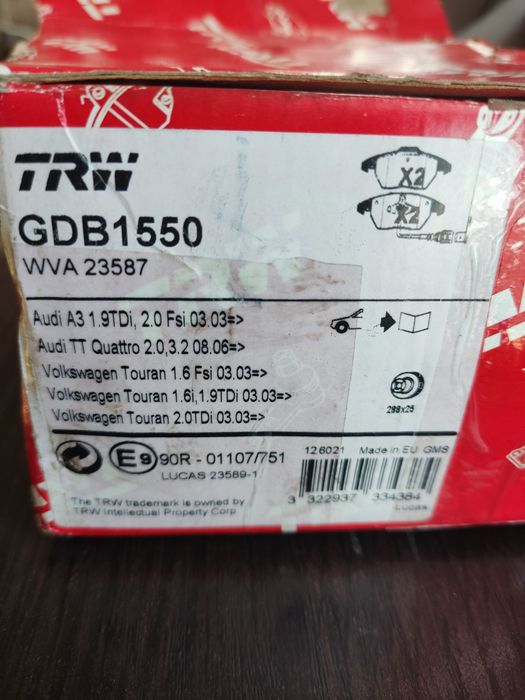 TRW
X2
X2
GDB1550
WVA 23587
Audi A3 1.9TDi, 2.0 Fsi 03.03=>
Audi TT Quattro 2.0,3.2 08.06=>
Volkswagen Touran 1.6 Fsi 03.03=>
Volkswagen Touran 1.6i,1.9TDi 03.03=>
Volkswagen Touran 2.0TDi 03.03=>
288x25
E9 90R - 01107/751
LUCAS 23589-1
126021 Made in EU GMS
3 322937 334384
Lucas
The TRW trademark is owned by
TRW Intellectual Property Corp